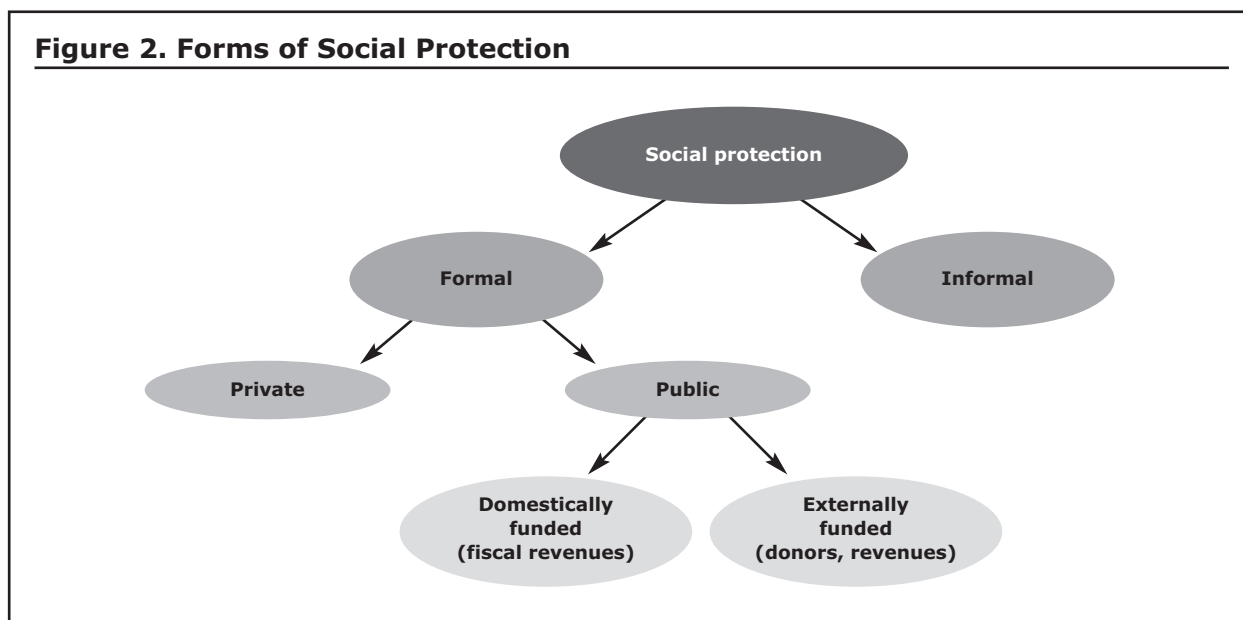 Figure 2. Forms of Social Protection
Social protection
Formal
Informal
Private
Public
Domestically
funded
(fiscal revenues)
Externally
funded
(donors, revenues)